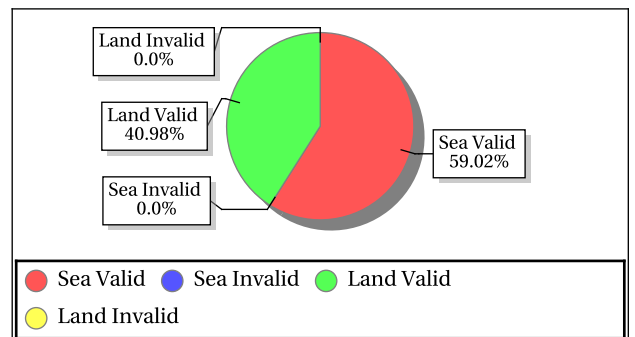 Land Invalid
0.0%
Land Valid
40.98%
Sea Valid
59.02%
Sea Invalid
0.0%
Sea Valid Sea Invalid Land Valid
Land Invalid